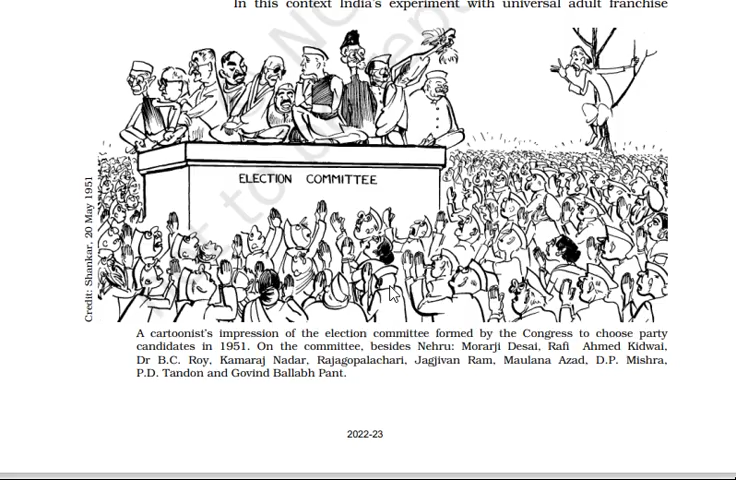 In this context India's experiment with universal adult franchise
ELECTION COMMITTEE
Credit: Shankar, 20 May 1951
A cartoonist's impression of the election committee formed by the Congress to choose party
candidates in 1951. On the committee, besides Nehru: Morarji Desai, Rafi Ahmed Kidwai,
Dr B.C. Roy, Kamaraj Nadar, Rajagopalachari, Jagjivan Ram, Maulana Azad, D.P. Mishra,
P.D. Tandon and Govind Ballabh Pant.
2022-23